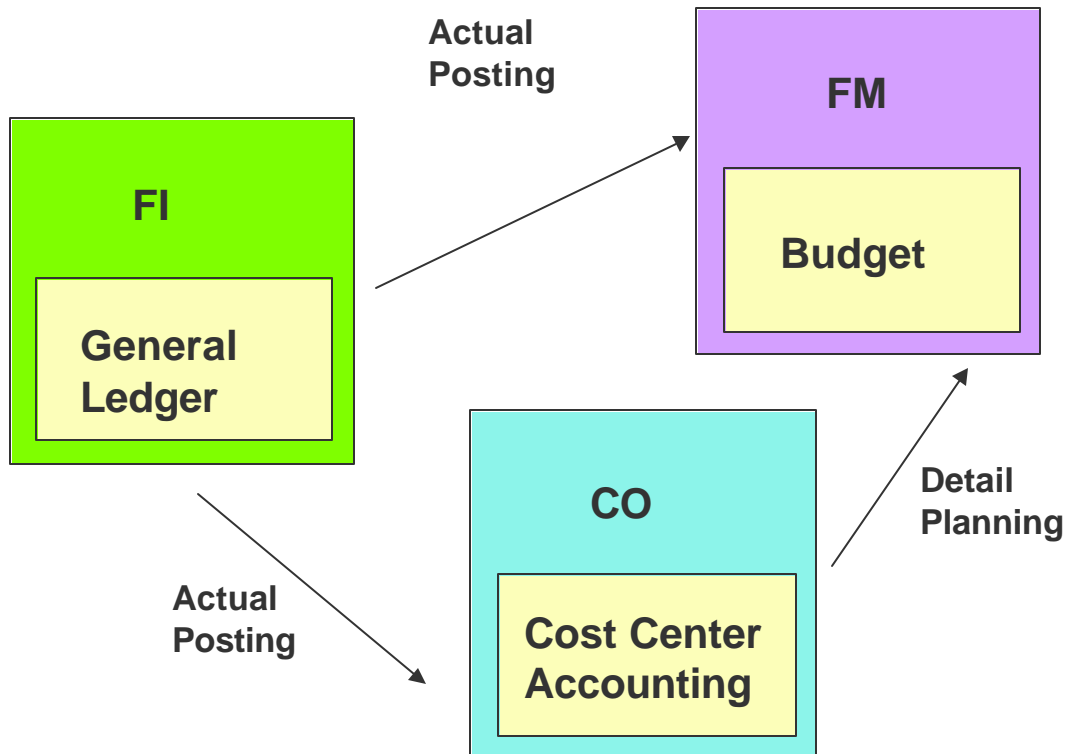 Actual
Posting
FM
Budget
FI
General
Ledger
CO
Cost Center
Accounting
Detail
Planning
Actual
Posting